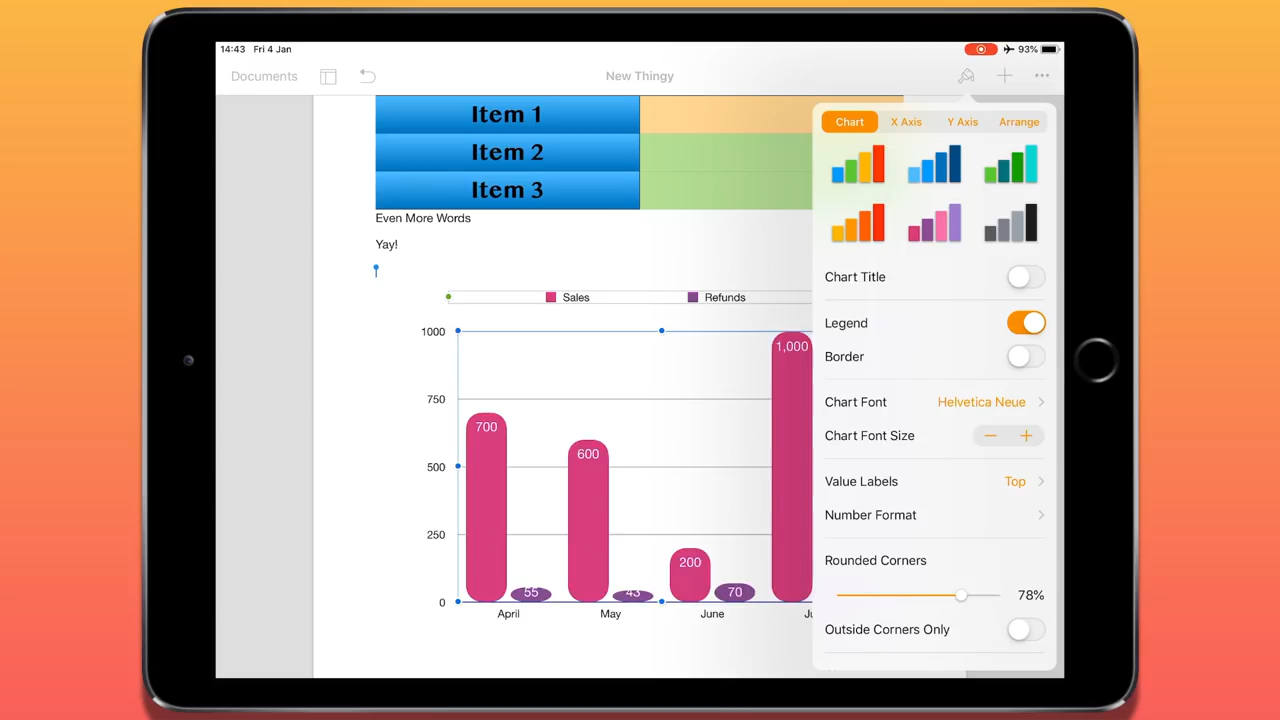 14:43 Fri 4 Jan 93%
Documents New Thingy
Chart X Axis Y Axis Arrange
Item 1
Item 2
Item 3
Even More Words
Yay!
Sales Refunds
1000
750
500
250
0
700
55
600
43
200
70
1,000
April May June
Chart Title
Legend
Border
Chart Font Helvetica Neue
Chart Font Size
Value Labels Top
Number Format
Rounded Corners
78%
Outside Corners Only